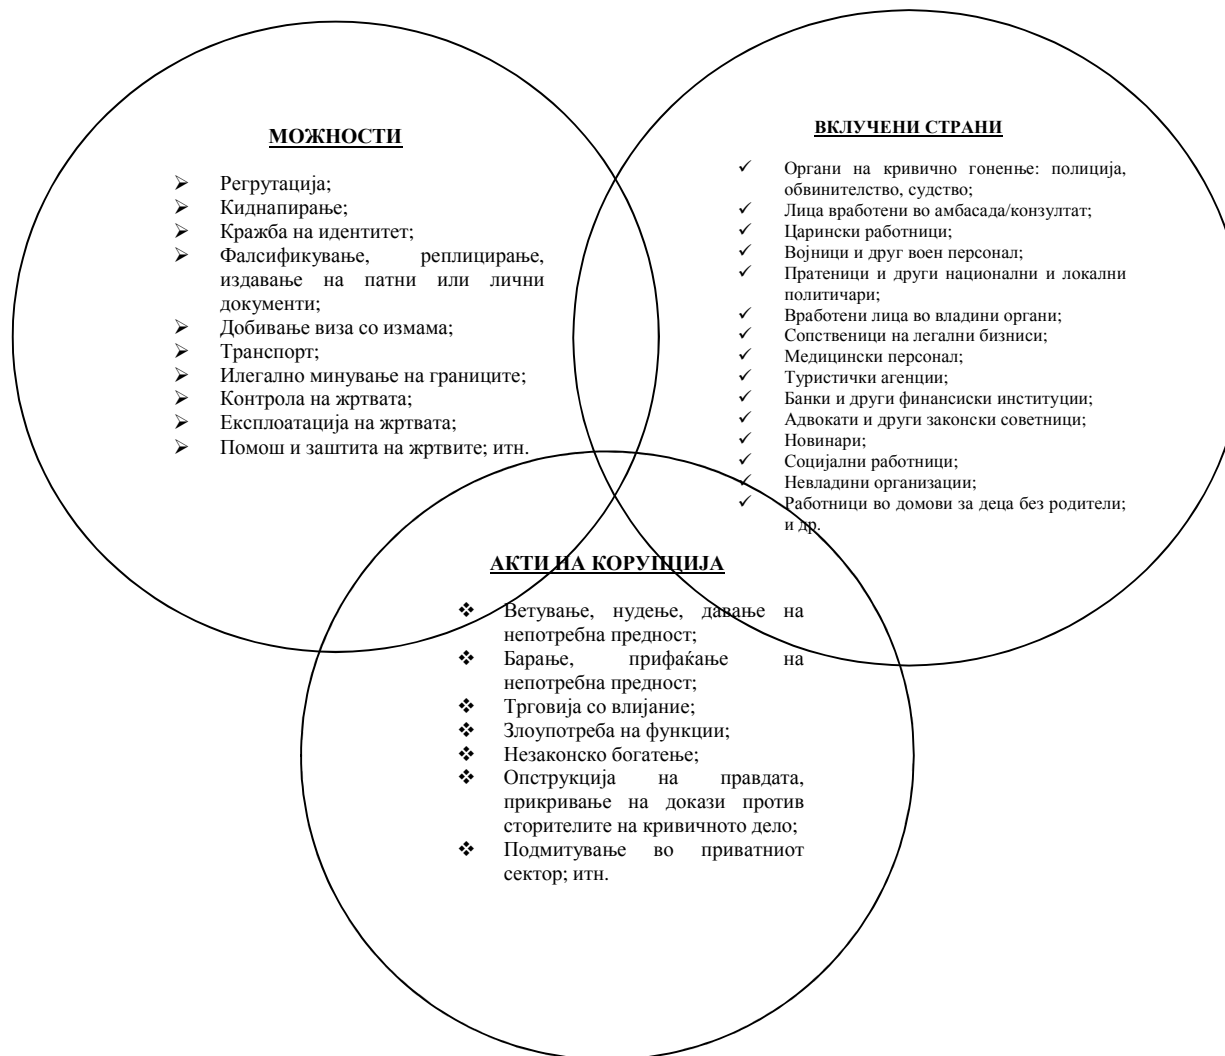 МОЖНОСТИ
➢ Регрутација;
➢ Киднапирање;
➢ Кражба на идентитет;
➢ Фалсификување, реплицирање,
издавање на патни или лични
документи;
➢ Добивање виза со измама;
➢ Транспорт;
➢ Илегално минување на границите;
➢ Контрола на жртвата;
➢ Експлоатација на жртвата;
➢ Помош и заштита на жртвите; итн.
ВКЛУЧЕНИ СТРАНИ
✓ Органи на кривично гоненње: полиција,
обвинителство, судство;
✓ Лица вработени во амбасада/конзултат;
✓ Царински работници;
✓ Војници и друг воен персонал;
✓ Пратеници и други национални и локални
политичари;
✓ Вработени лица во владини органи;
✓ Сопственици на легални бизниси;
✓ Медицински персонал;
✓ Туристички агенции;
✓ Банки и други финансиски институции;
✓ Адвокати и други законски советници;
✓ Новинари;
✓ Социјални работници;
✓ Невладини организации;
✓ Работници во домови за деца без родители;
и др.
АКТИ НА КОРУПЦИЈА
❖ Ветување, нудење, давање на
непотребна предност;
❖ Барање, прифаќање на
непотребна предност;
❖ Трговија со влијание;
❖ Злоупотреба на функции;
❖ Незаконско богатење;
❖ Опструкција на правдата,
прикривање на докази против
сторителите на кривичното дело;
❖ Подмитување во приватниот
сектор; итн.